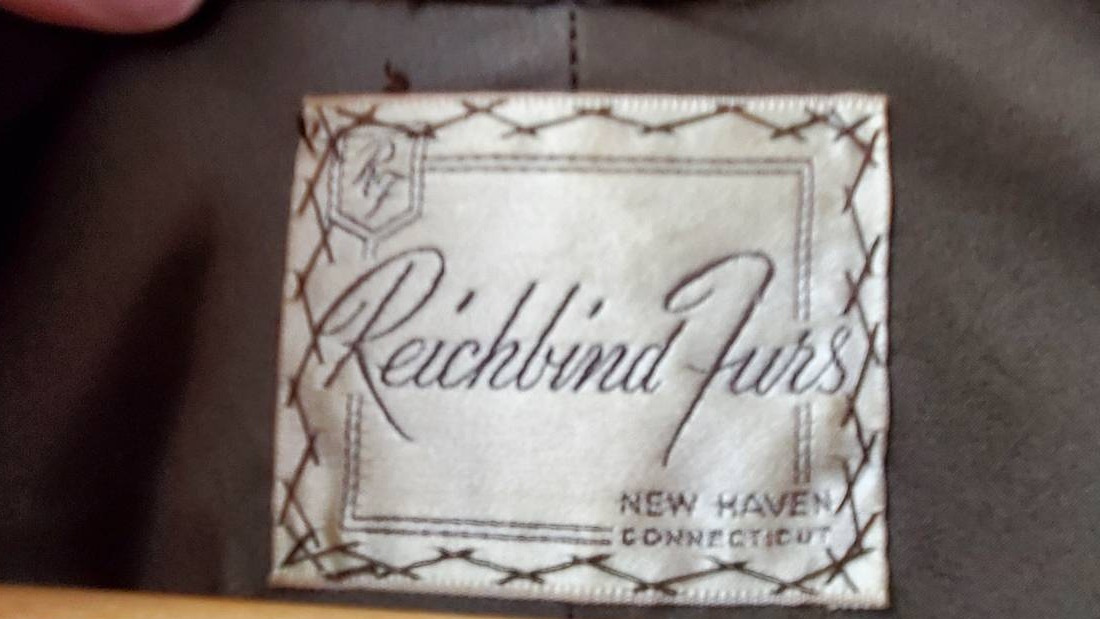 RF
Reichbind Furs
NEW HAVEN
CONNECTICUT